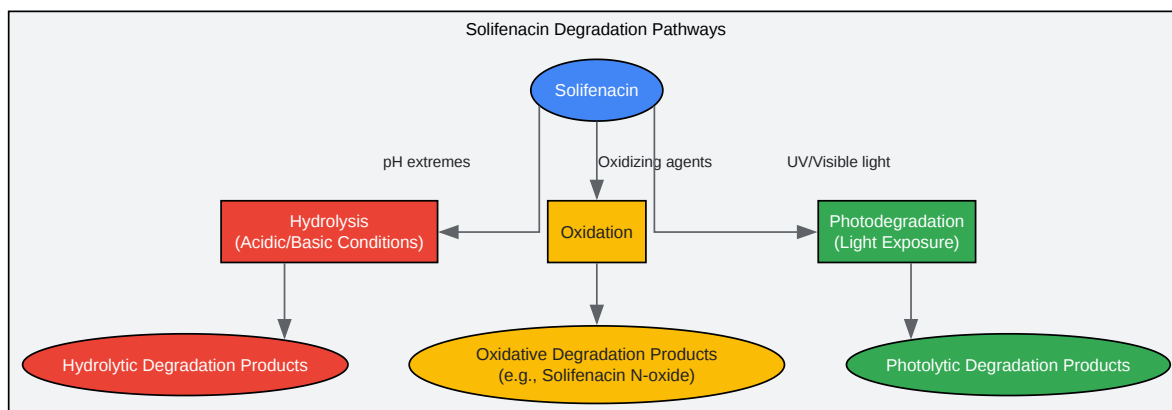 Solifenacin Degradation Pathways
Solifenacin
pH extremes
Oxidizing agents
UV/Visible light
Hydrolysis
(Acidic/Basic Conditions)
Oxidation
Photodegradation
(Light Exposure)
Hydrolytic Degradation Products
Oxidative Degradation Products
(e.g., Solifenacin N-oxide)
Photolytic Degradation Products